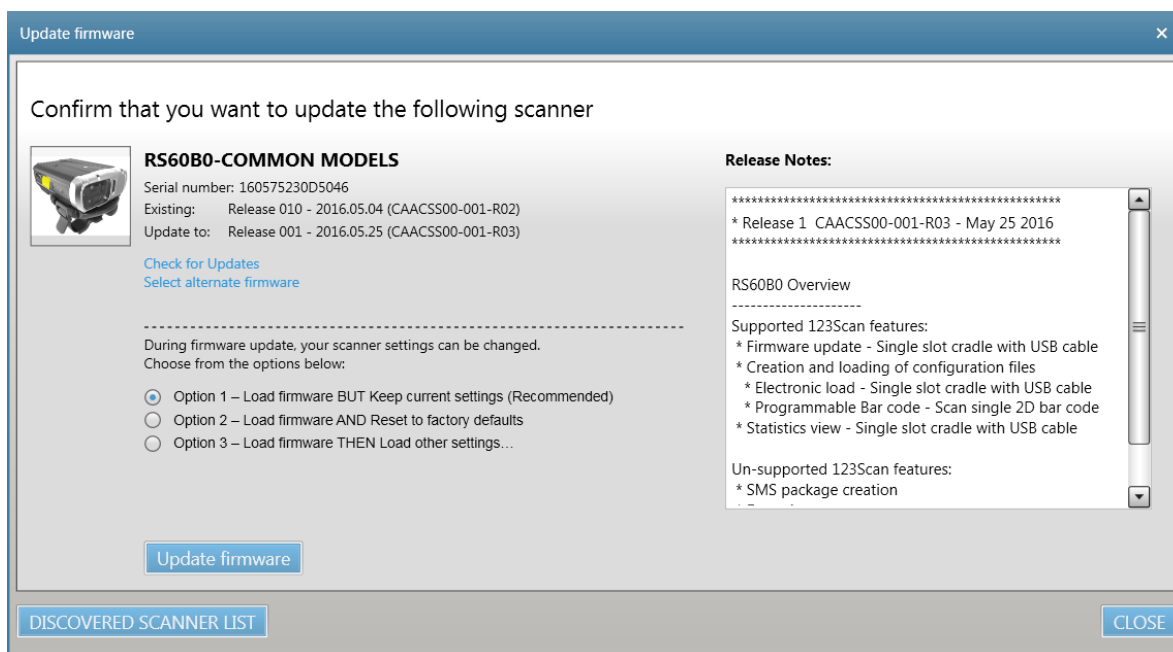 Update firmware
×
Confirm that you want to update the following scanner
RS60B0-COMMON MODELS
Serial number: 160575230D5046
Existing: Release 010 - 2016.05.04 (CAACSS00-001-R02)
Update to: Release 001 - 2016.05.25 (CAACSS00-001-R03)
Check for Updates
Select alternate firmware
----------------------------------------------------------------------
During firmware update, your scanner settings can be changed.
Choose from the options below:
Option 1 – Load firmware BUT Keep current settings (Recommended)
Option 2 – Load firmware AND Reset to factory defaults
Option 3 – Load firmware THEN Load other settings…
Update firmware
Release Notes:
****************************************************
* Release 1 CAACSS00-001-R03 - May 25 2016
****************************************************
RS60B0 Overview
---------------------
Supported 123Scan features:
* Firmware update - Single slot cradle with USB cable
* Creation and loading of configuration files
* Electronic load - Single slot cradle with USB cable
* Programmable Bar code - Scan single 2D bar code
* Statistics view - Single slot cradle with USB cable
Un-supported 123Scan features:
* SMS package creation
DISCOVERED SCANNER LIST
CLOSE